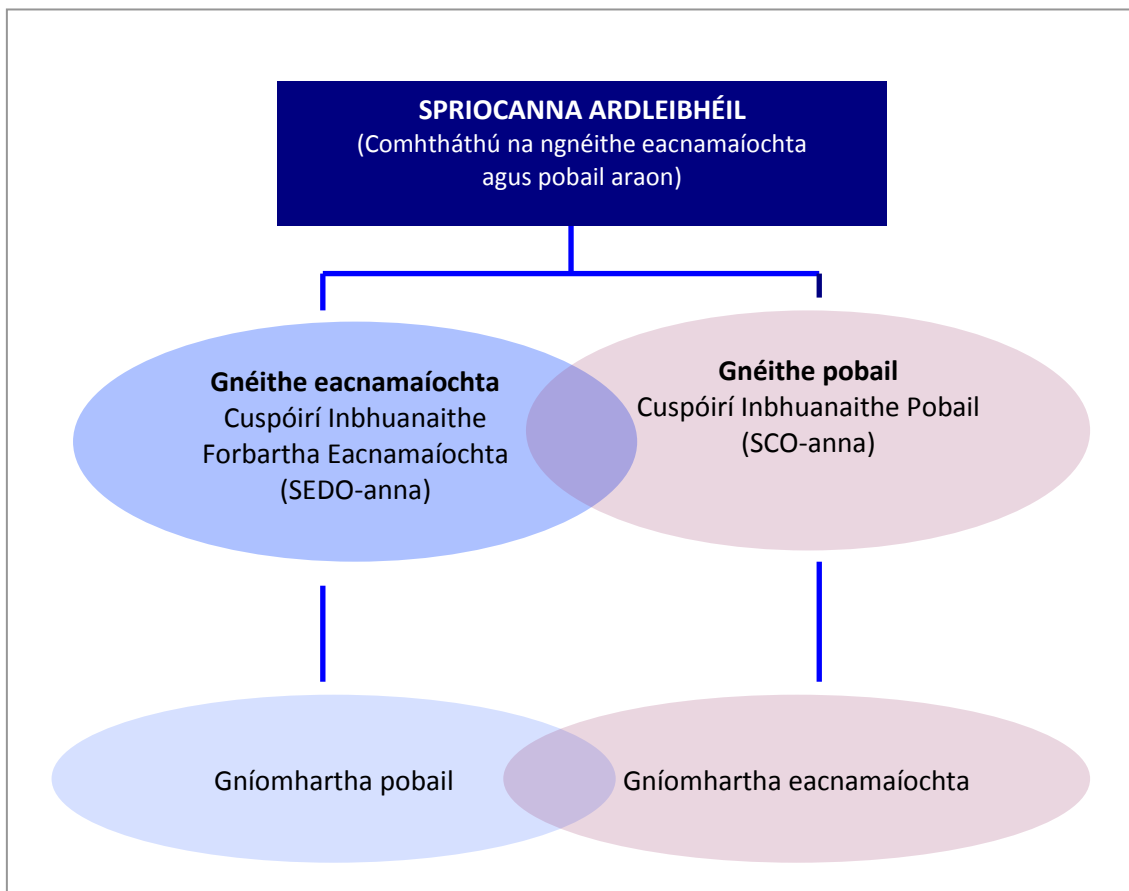 SPRIOCANNA ARDLEIBHÉIL
(Comhtháthú na ngnéithe eacnamaíochta
agus pobail araon)
Gnéithe eacnamaíochta
Cuspóirí Inbhuanaithe
Forbartha Eacnamaíochta
(SEDO-anna)
Gnéithe pobail
Cuspóirí Inbhuanaithe Pobail
(SCO-anna)
Gníomhartha pobail
Gníomhartha eacnamaíochta